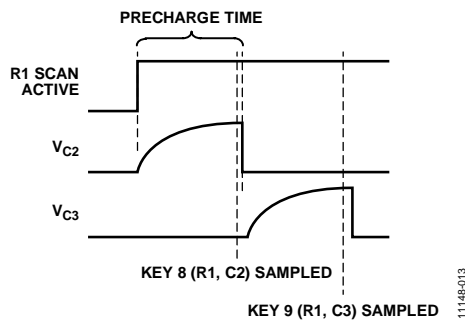 PRECHARGE TIME
R1 SCAN
ACTIVE
VC2
VC3
KEY 8 (R1, C2) SAMPLED
KEY 9 (R1, C3) SAMPLED
11148-013